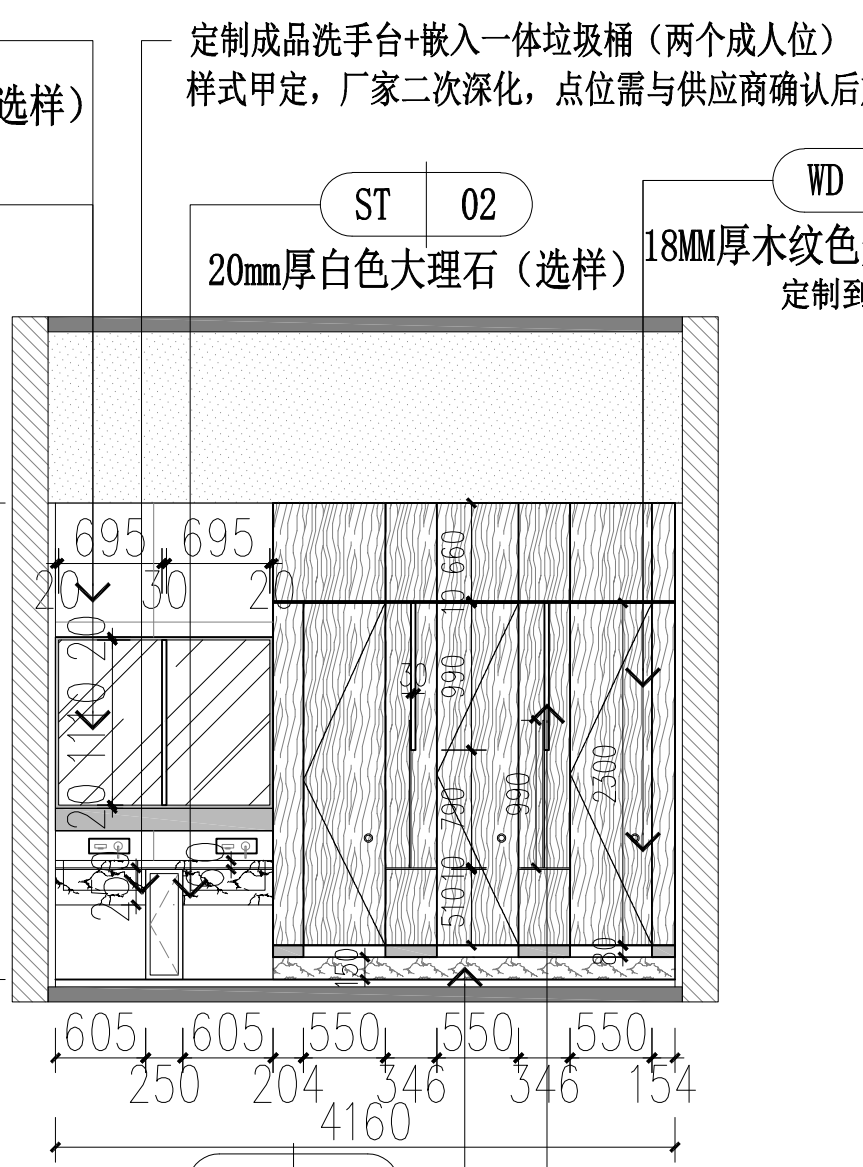 定制成品洗手台+嵌入一体垃圾桶（两个成人位）
选样）
样式甲定，厂家二次深化，点位需与供应商确认后
ST 02
WD
20mm厚白色大理石（选样）
18MM厚木纹色
定制到
695 695
20 30 20
660
10
20
990
30
1110
990
2300
790
20
10
510
80
150
605 605 550 550 550
250 204 346 346 154
4160